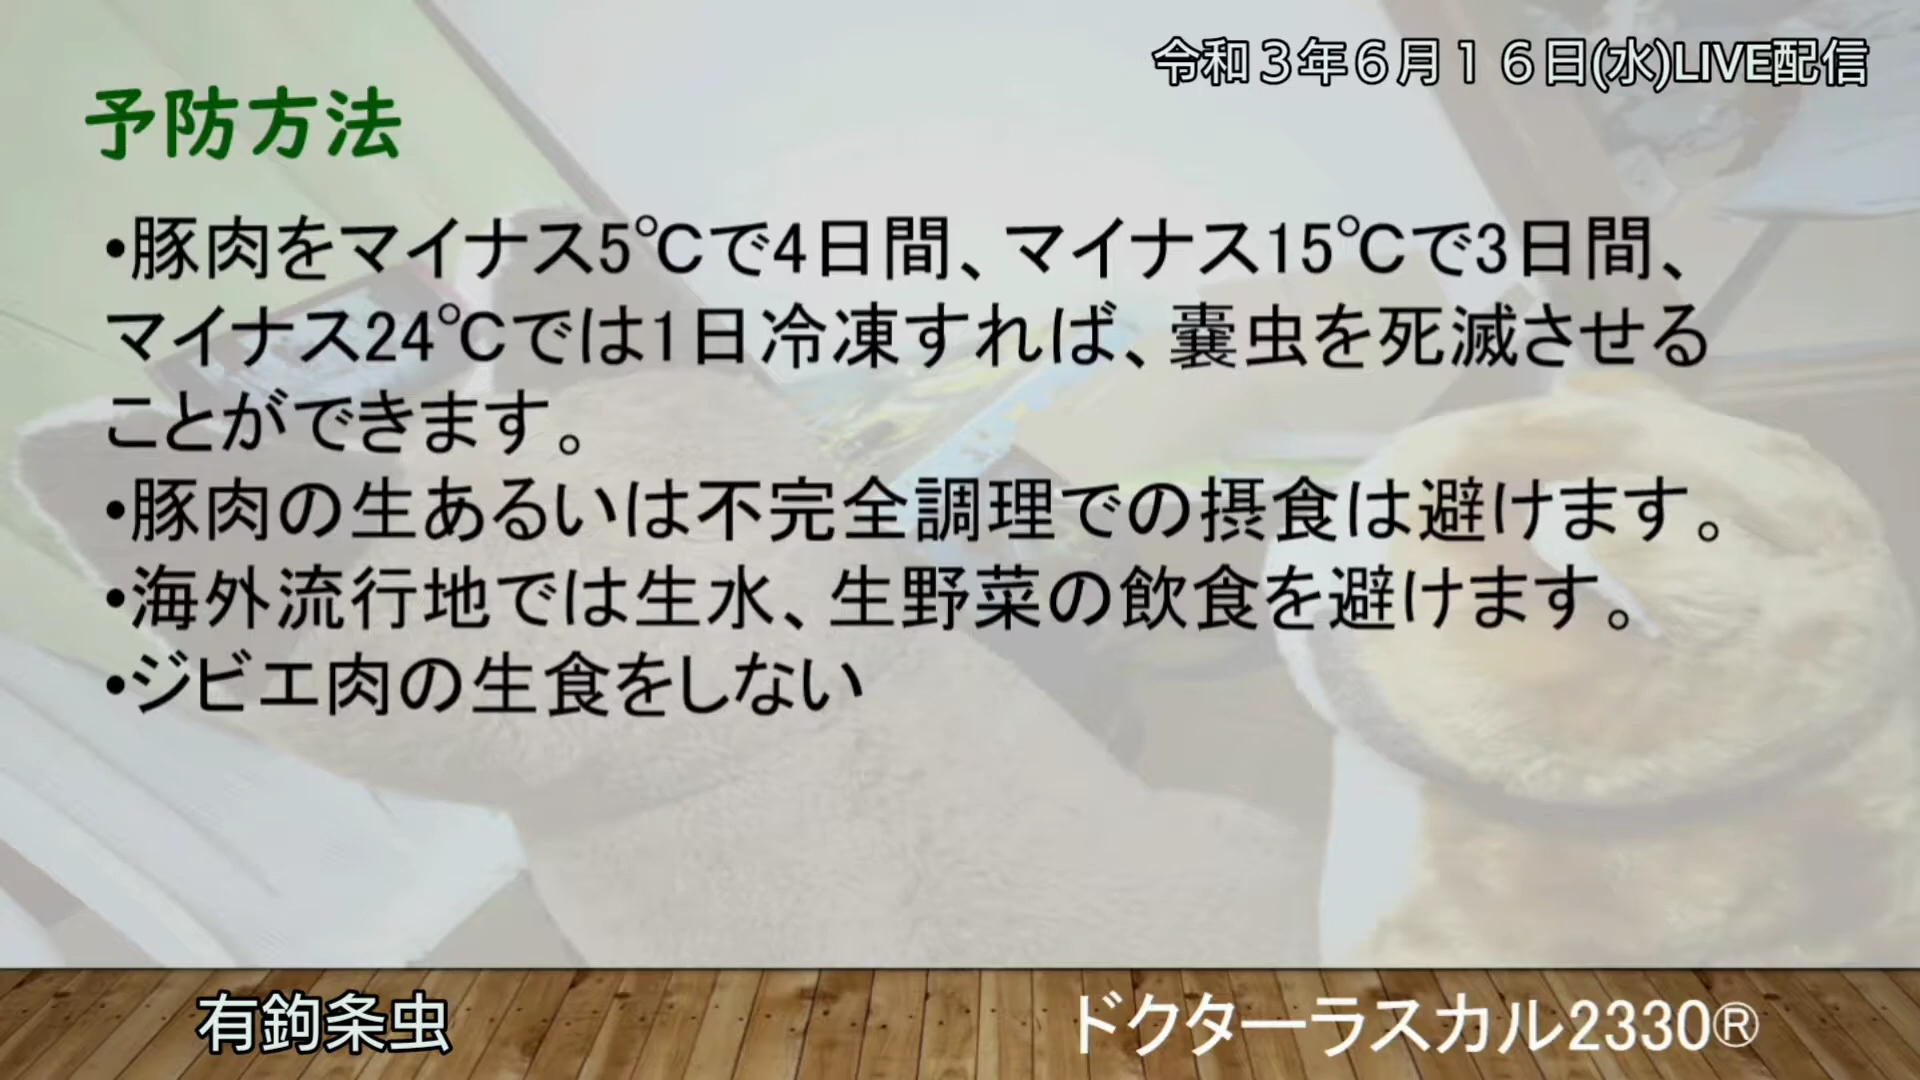 令和３年６月１６日(水)LIVE配信
予防方法
•豚肉をマイナス5℃で4日間、マイナス15℃で3日間、
マイナス24℃では1日冷凍すれば、嚢虫を死滅させる
ことができます。
•豚肉の生あるいは不完全調理での摂食は避けます。
•海外流行地では生水、生野菜の飲食を避けます。
•ジビエ肉の生食をしない
有鉤条虫
ドクターラスカル2330®